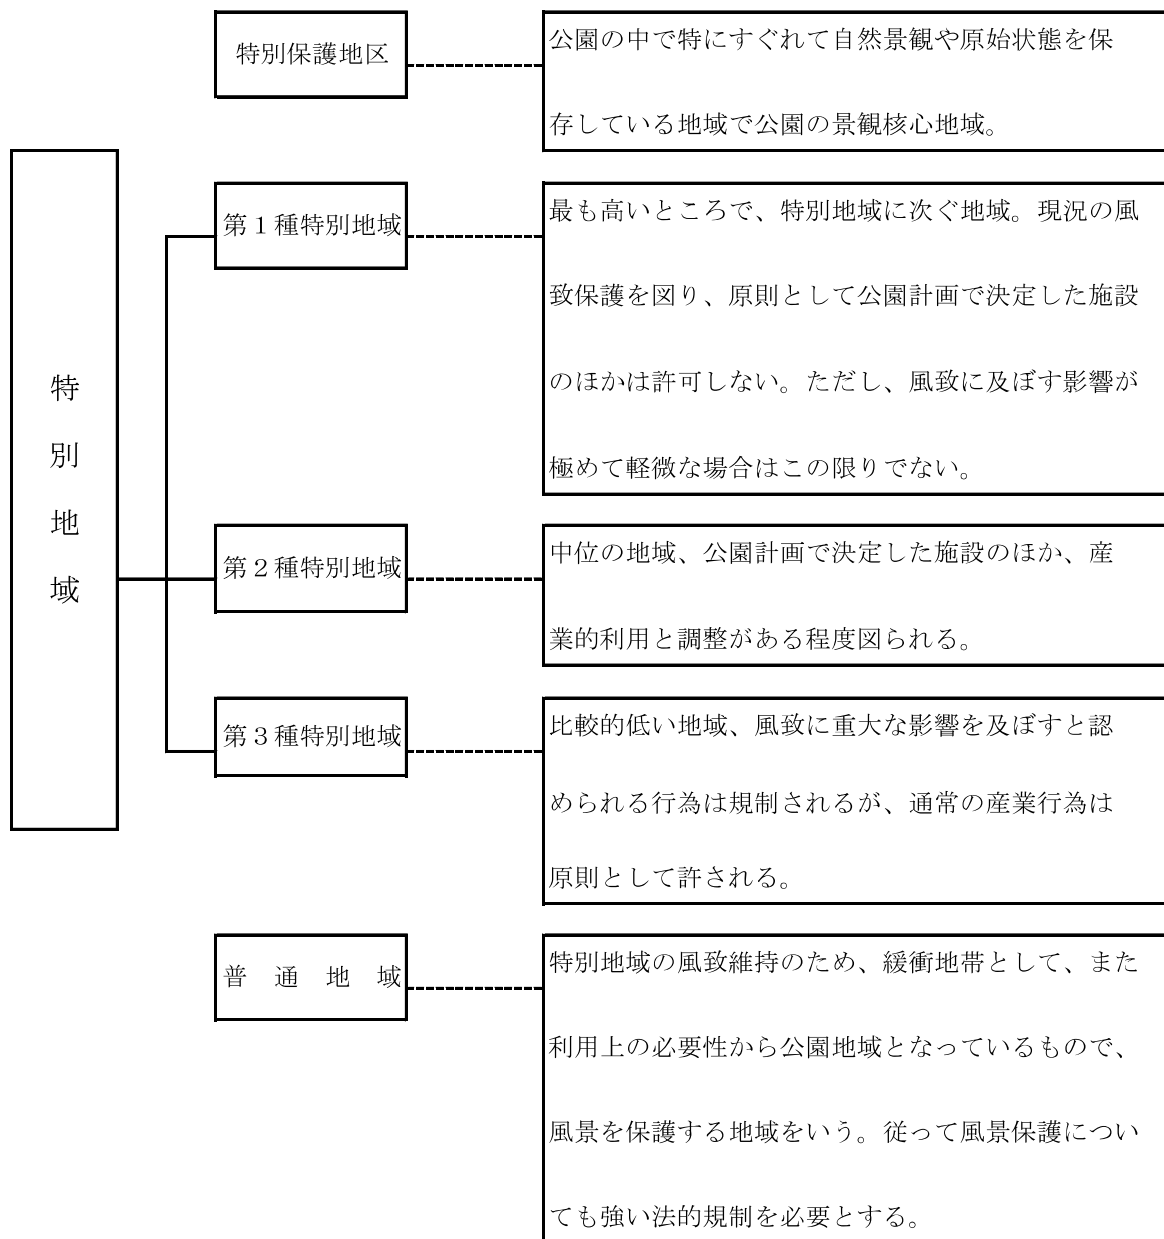 特別保護地区
公園の中で特にすぐれて自然景観や原始状態を保
存している地域で公園の景観核心地域。
特別地域
第１種特別地域
最も高いところで、特別地域に次ぐ地域。現況の風
致保護を図り、原則として公園計画で決定した施設
のほかは許可しない。ただし、風致に及ぼす影響が
極めて軽微な場合はこの限りでない。
第２種特別地域
中位の地域、公園計画で決定した施設のほか、産
業的利用と調整がある程度図られる。
第３種特別地域
比較的低い地域、風致に重大な影響を及ぼすと認
められる行為は規制されるが、通常の産業行為は
原則として許される。
普　通　地　域
特別地域の風致維持のため、緩衝地帯として、また
利用上の必要性から公園地域となっているもので、
風景を保護する地域をいう。従って風景保護につい
ても強い法的規制を必要とする。